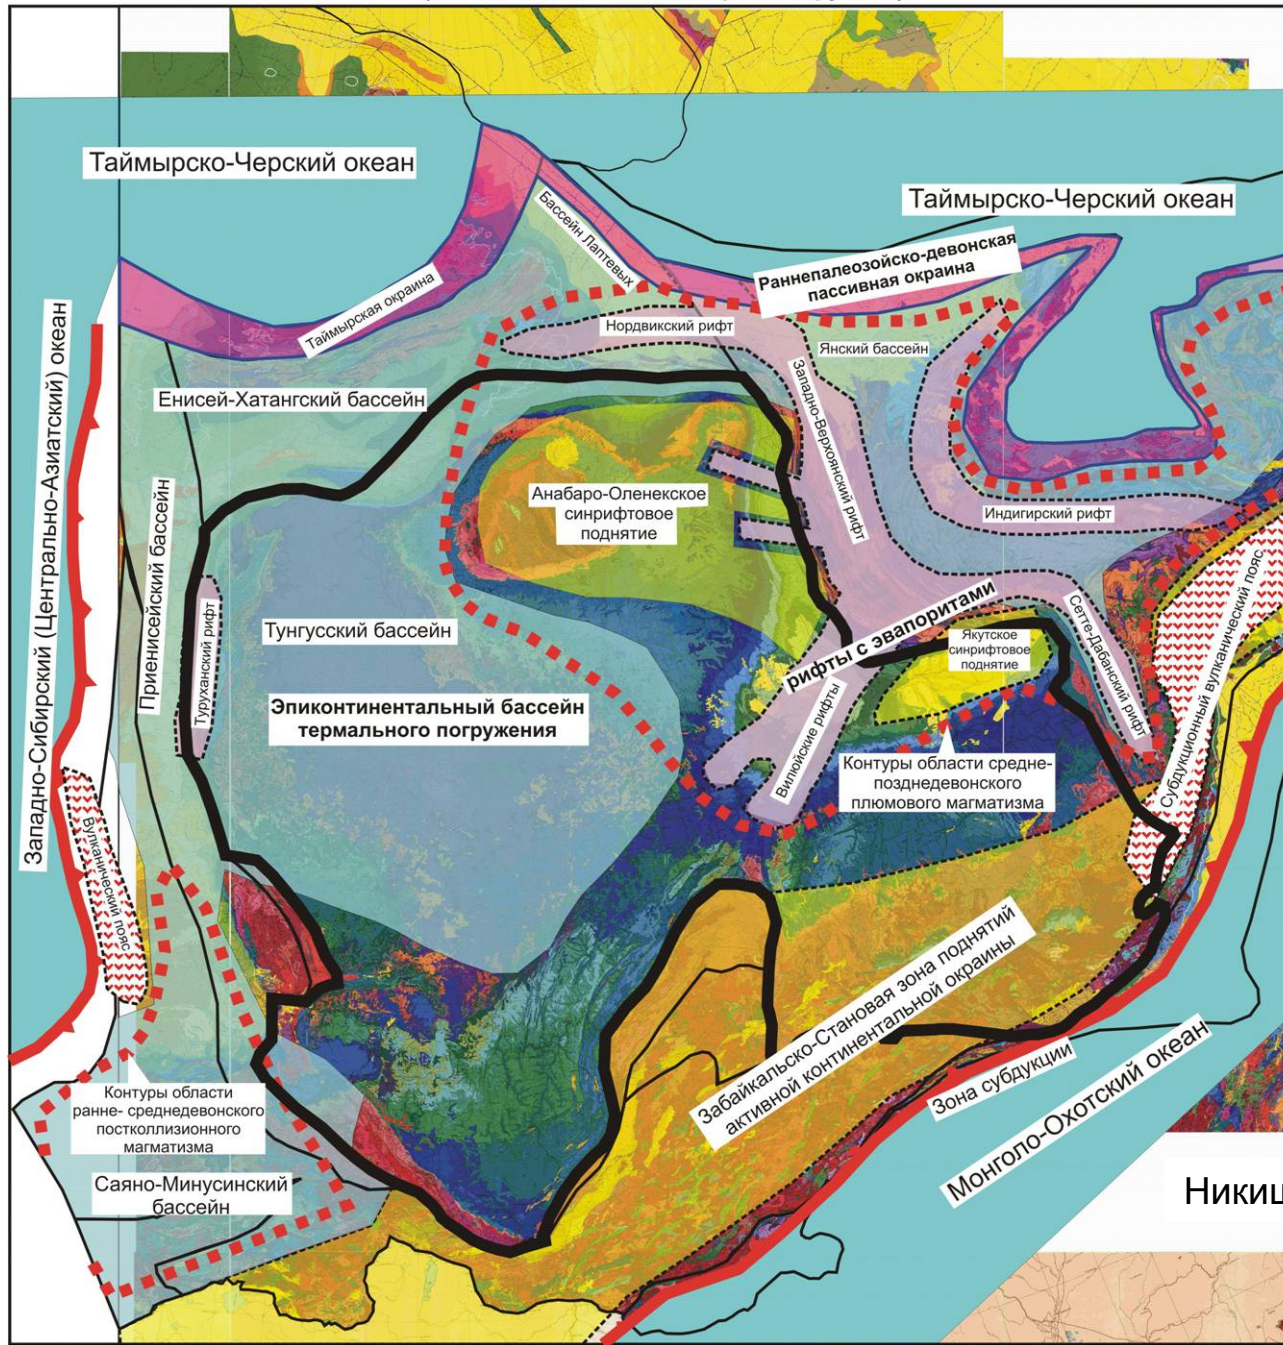 Таймырско-Черский океан
Таймырско-Черский океан
Бассейн Лаптевых
Раннепалеозойско-девонская
пассивная окраина
Таймырская окраина
Нордвикский рифт
Янский бассейн
Западно-Верхоянский рифт
Енисей-Хатангский бассейн
Западно-Сибирский (Центрально-Азиатский) океан
Приенисейский бассейн
Анабаро-Оленекское
синрифтовое
поднятие
Индигирский рифт
Субдукционный вулканический пояс
Туруханский рифт
Тунгусский бассейн
рифты с эвапоритами
Якутское
синрифтовое
поднятие
Сетте-Дабанский рифт
Эпиконтинентальный бассейн
термального погружения
Вилюйские рифты
Контуры области средне-
позднедевонского
плюмового магматизма
Вулканический пояс
Забайкальско-Становая зона поднятий
активной континентальной окраины
Зона субдукции
Монголо-Охотский океан
Контуры области
ранне- среднедевонского
постколлизионного
магматизма
Саяно-Минусинский
бассейн
Никиш